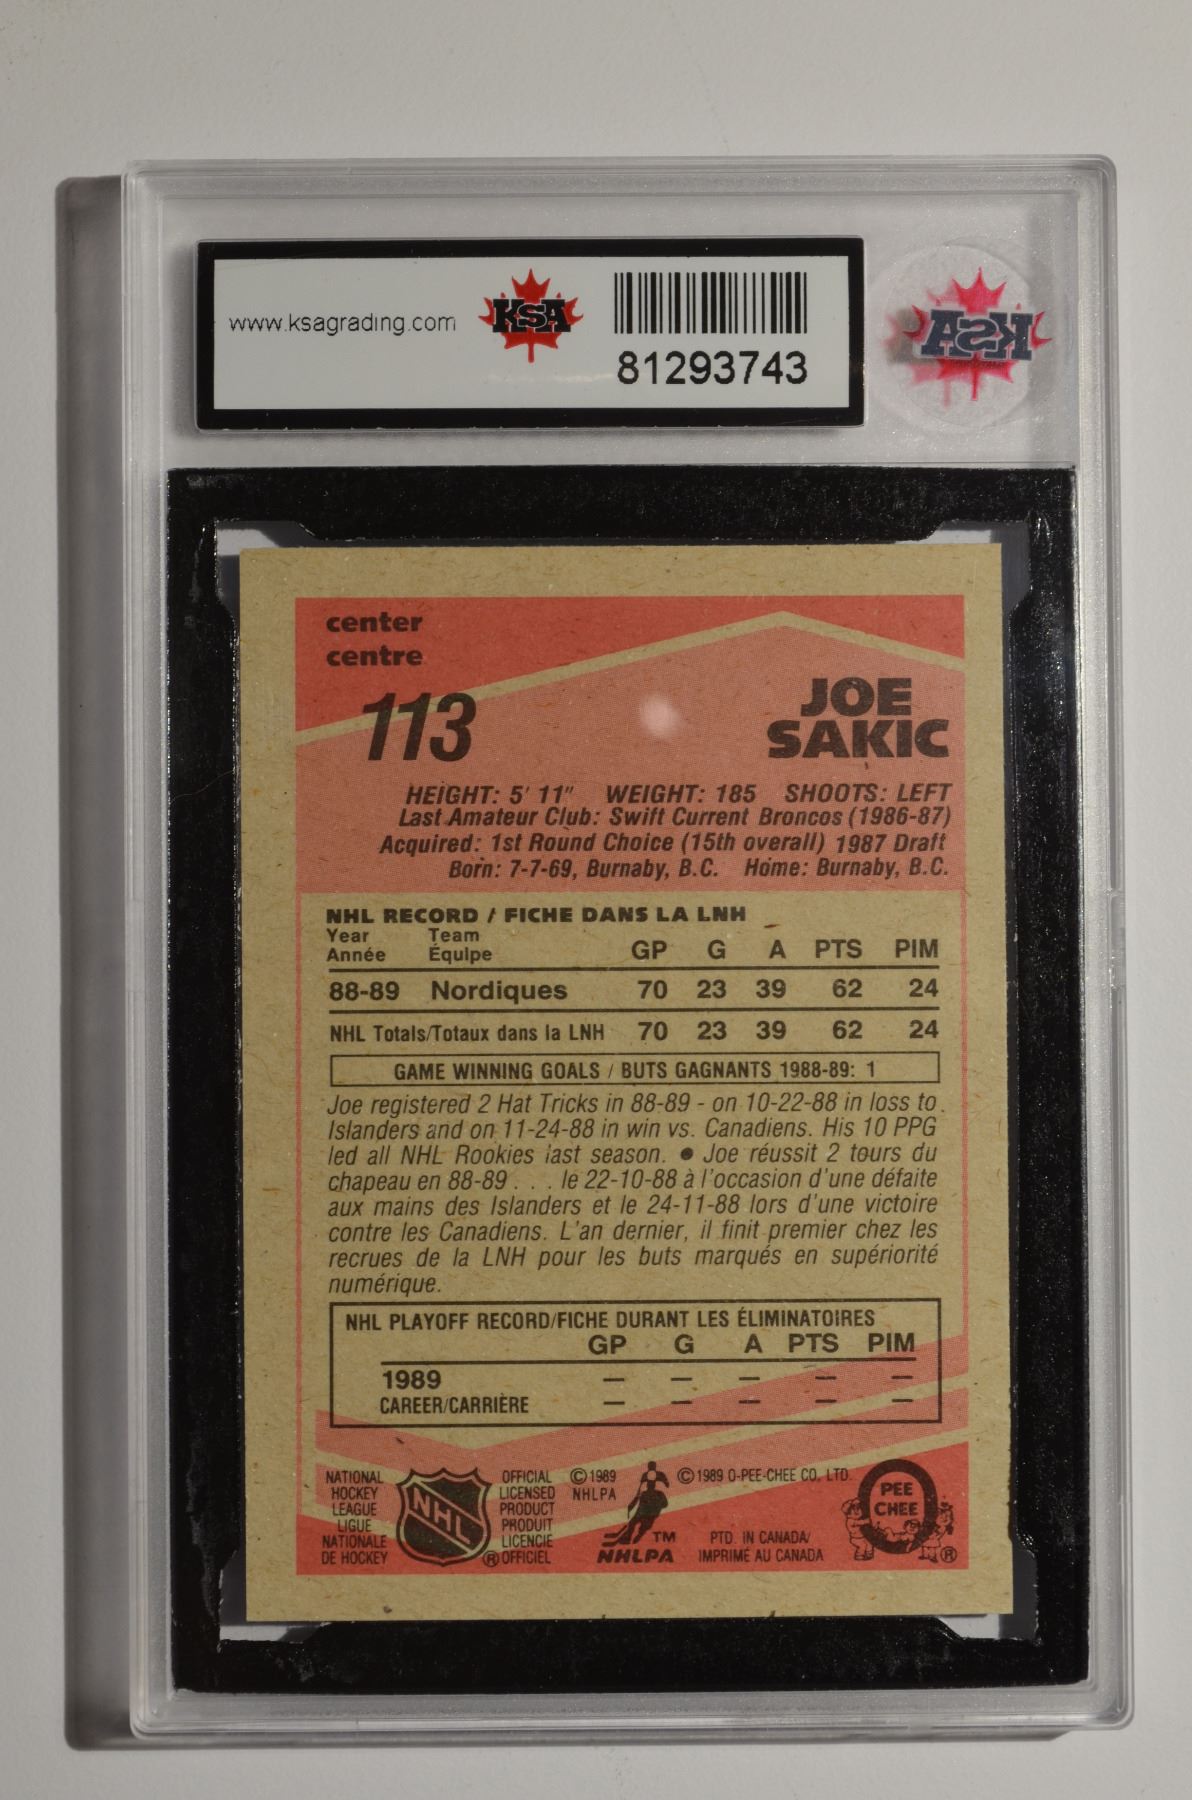 www.ksagrading.com
KSA
81293743
KSA
center
centre
113
JOE
SAKIC
HEIGHT: 5' 11" WEIGHT: 185 SHOOTS: LEFT
Last Amateur Club: Swift Current Broncos (1986-87)
Acquired: 1st Round Choice (15th overall) 1987 Draft
Born: 7-7-69, Burnaby, B.C. Home: Burnaby, B.C.
NHL RECORD / FICHE DANS LA LNH
Year Team
Année Équipe GP G A PTS PIM
88-89 Nordiques 70 23 39 62 24
NHL Totals/Totaux dans la LNH 70 23 39 62 24
GAME WINNING GOALS / BUTS GAGNANTS 1988-89: 1
Joe registered 2 Hat Tricks in 88-89 - on 10-22-88 in loss to
Islanders and on 11-24-88 in win vs. Canadiens. His 10 PPG
led all NHL Rookies last season. ● Joe réussit 2 tours du
chapeau en 88-89 . . . le 22-10-88 à l'occasion d'une défaite
aux mains des Islanders et le 24-11-88 lors d'une victoire
contre les Canadiens. L'an dernier, il finit premier chez les
recrues de la LNH pour les buts marqués en supériorité
numérique.
NHL PLAYOFF RECORD/FICHE DURANT LES ÉLIMINATOIRES
GP G A PTS PIM
1989 — — — — —
CAREER/CARRIÈRE — — — — —
NATIONAL
HOCKEY
LEAGUE
LIGUE
NATIONALE
DE HOCKEY
NHL
®
OFFICIAL
LICENSED
PRODUCT
PRODUIT
LICENCIE
OFFICIEL
© 1989
NHLPA
TM
NHLPA
© 1989 O-PEE-CHEE CO. LTD.
PTD. IN CANADA/
IMPRIMÉ AU CANADA
PEE
CHEE
®